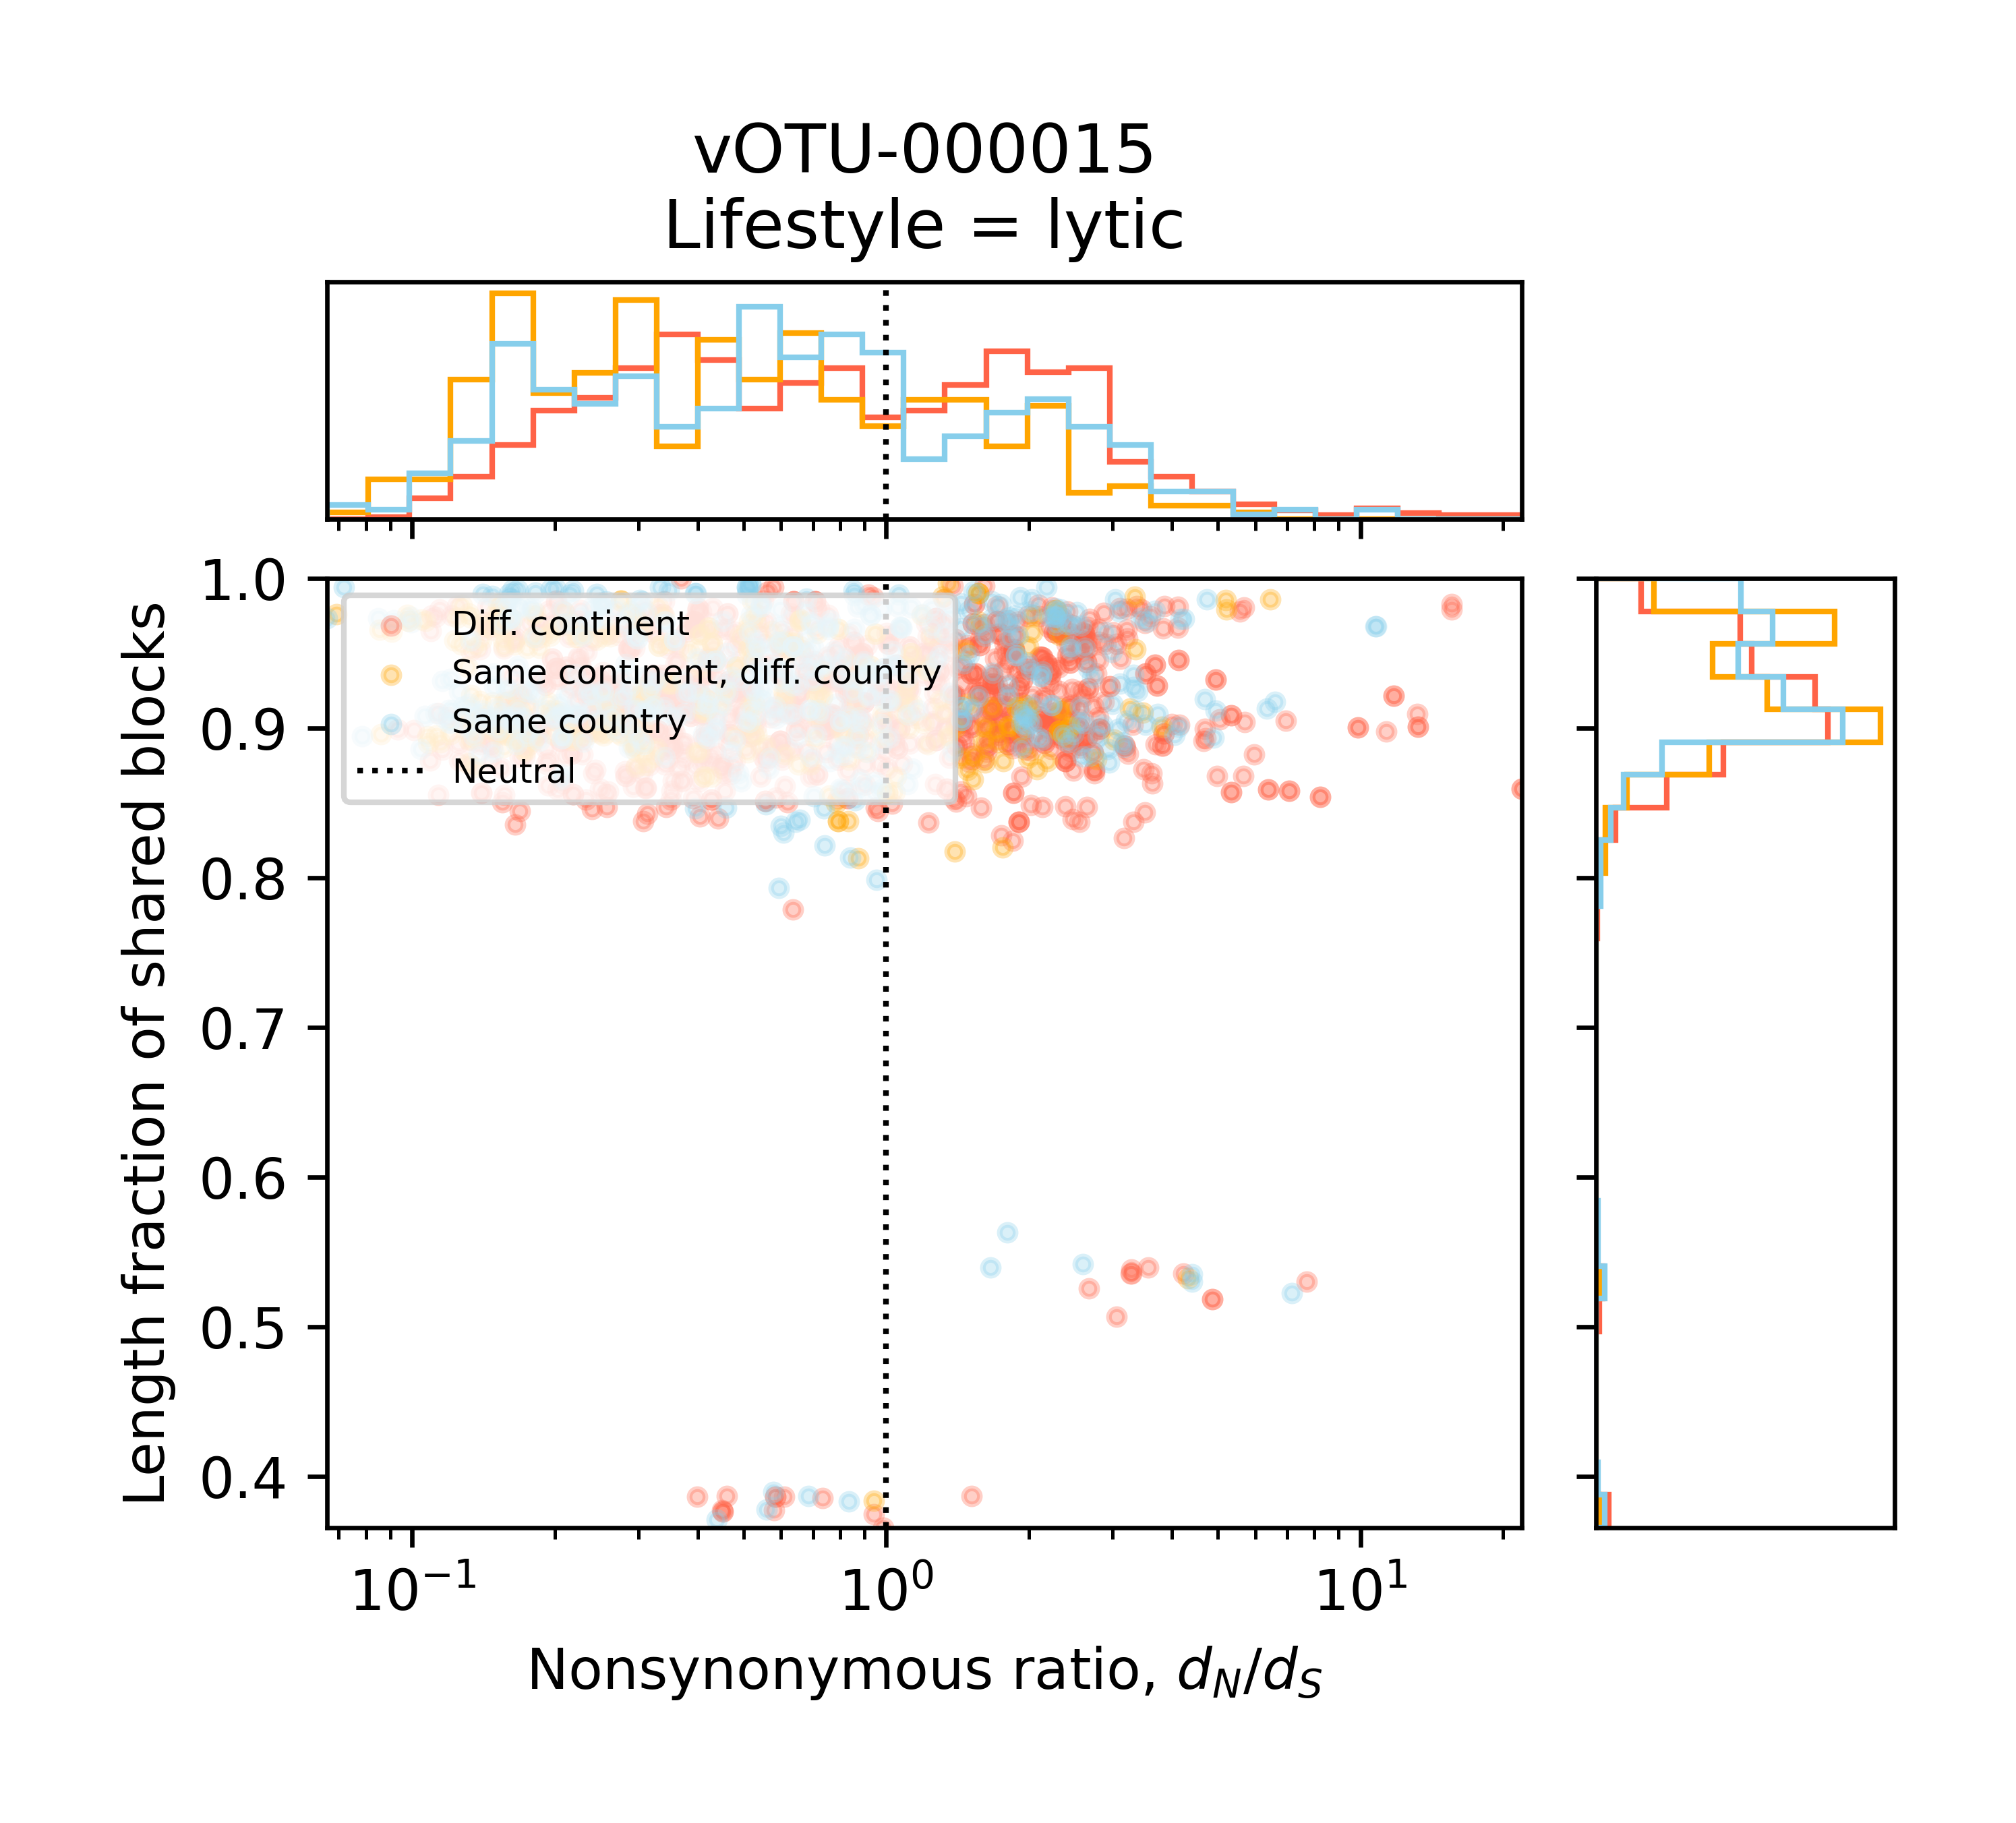 vOTU-000015
Lifestyle = lytic
1.0
0.9
0.8
0.7
0.6
0.5
0.4
Length fraction of shared blocks
Diff. continent
Same continent, diff. country
Same country
Neutral
10⁻¹
10⁰
10¹
Nonsynonymous ratio, d_N/d_S